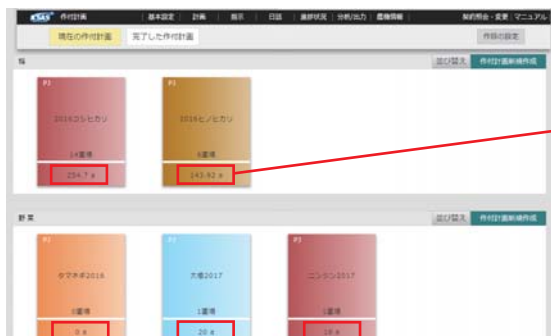 KSAS 作付計画 基本設定 計画 指示 日誌 進捗状況 分析/出力 農機情報 契約照会・変更 マニュアル
現在の作付計画 完了した作付計画 作目の設定
稲 並び替え 作付計画新規作成
PJ PJ
2016コシヒカリ 2016ヒノヒカリ
14圃場 6圃場
254.7 a 143.92 a
野菜 並び替え 作付計画新規作成
PJ PJ PJ
タマネギ2016 大根2017 ニンジン2017
0圃場 1圃場 1圃場
0 a 20 a 18 a